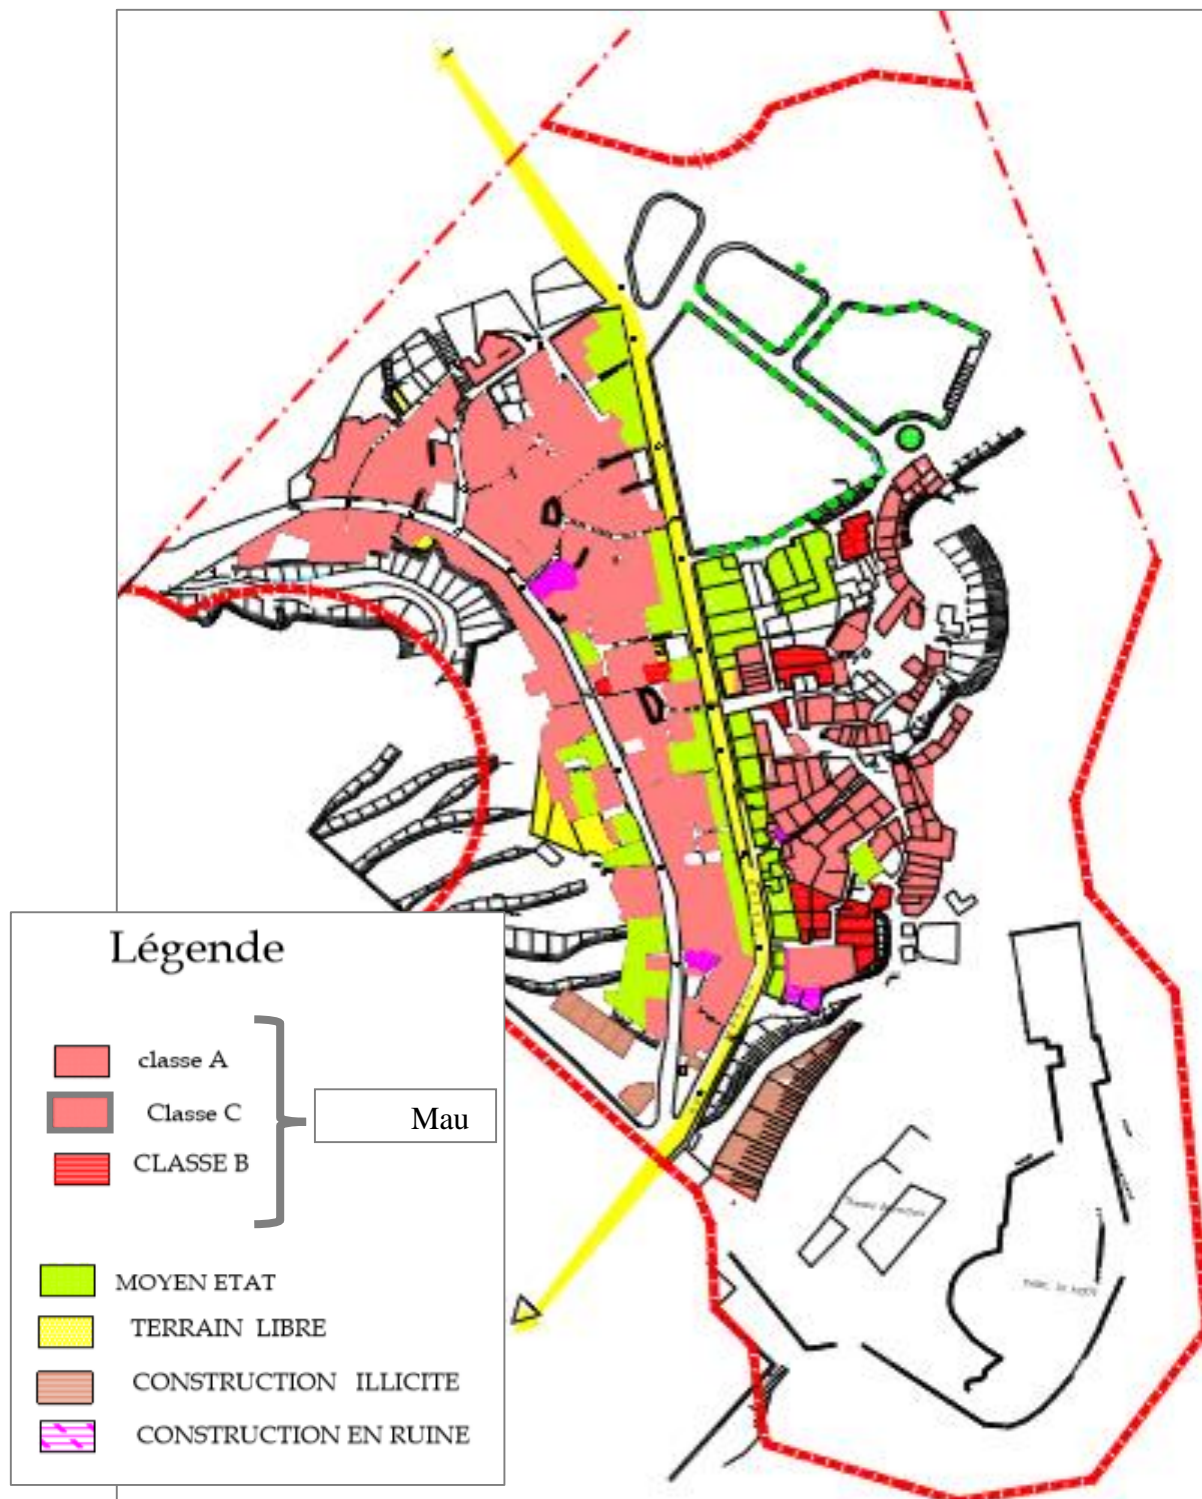 Légende
classe A
Classe C
Mau
CLASSE B
MOYEN ETAT
TERRAIN LIBRE
CONSTRUCTION ILLICITE
CONSTRUCTION EN RUINE